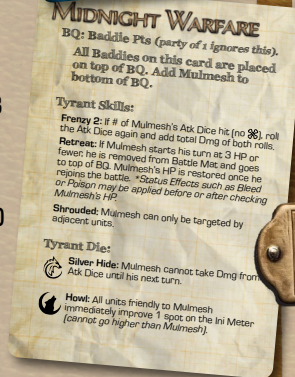 MIDNIGHT WARFARE
BQ: Baddie Pts (party of 1 ignores this).
All Baddies on this card are placed
on top of BQ. Add Mulmesh to
bottom of BQ.
Tyrant Skills:
Frenzy 2: If # of Mulmesh's Atk Dice hit (no ⌘), roll
the Atk Dice again and add total Dmg of both rolls.
Retreat: If Mulmesh starts his turn at 3 HP or
fewer, he is removed from Battle Mat and goes
to top of BQ. Mulmesh's HP is restored once he
rejoins the battle. *Status Effects such as Bleed
or Poison may be applied before or after checking
Mulmesh's HP.
Shrouded: Mulmesh can only be targeted by
adjacent units.
Tyrant Die:
Silver Hide: Mulmesh cannot take Dmg from
Atk Dice until his next turn.
Howl: All units friendly to Mulmesh
immediately improve 1 spot on the Ini Meter
(cannot go higher than Mulmesh).